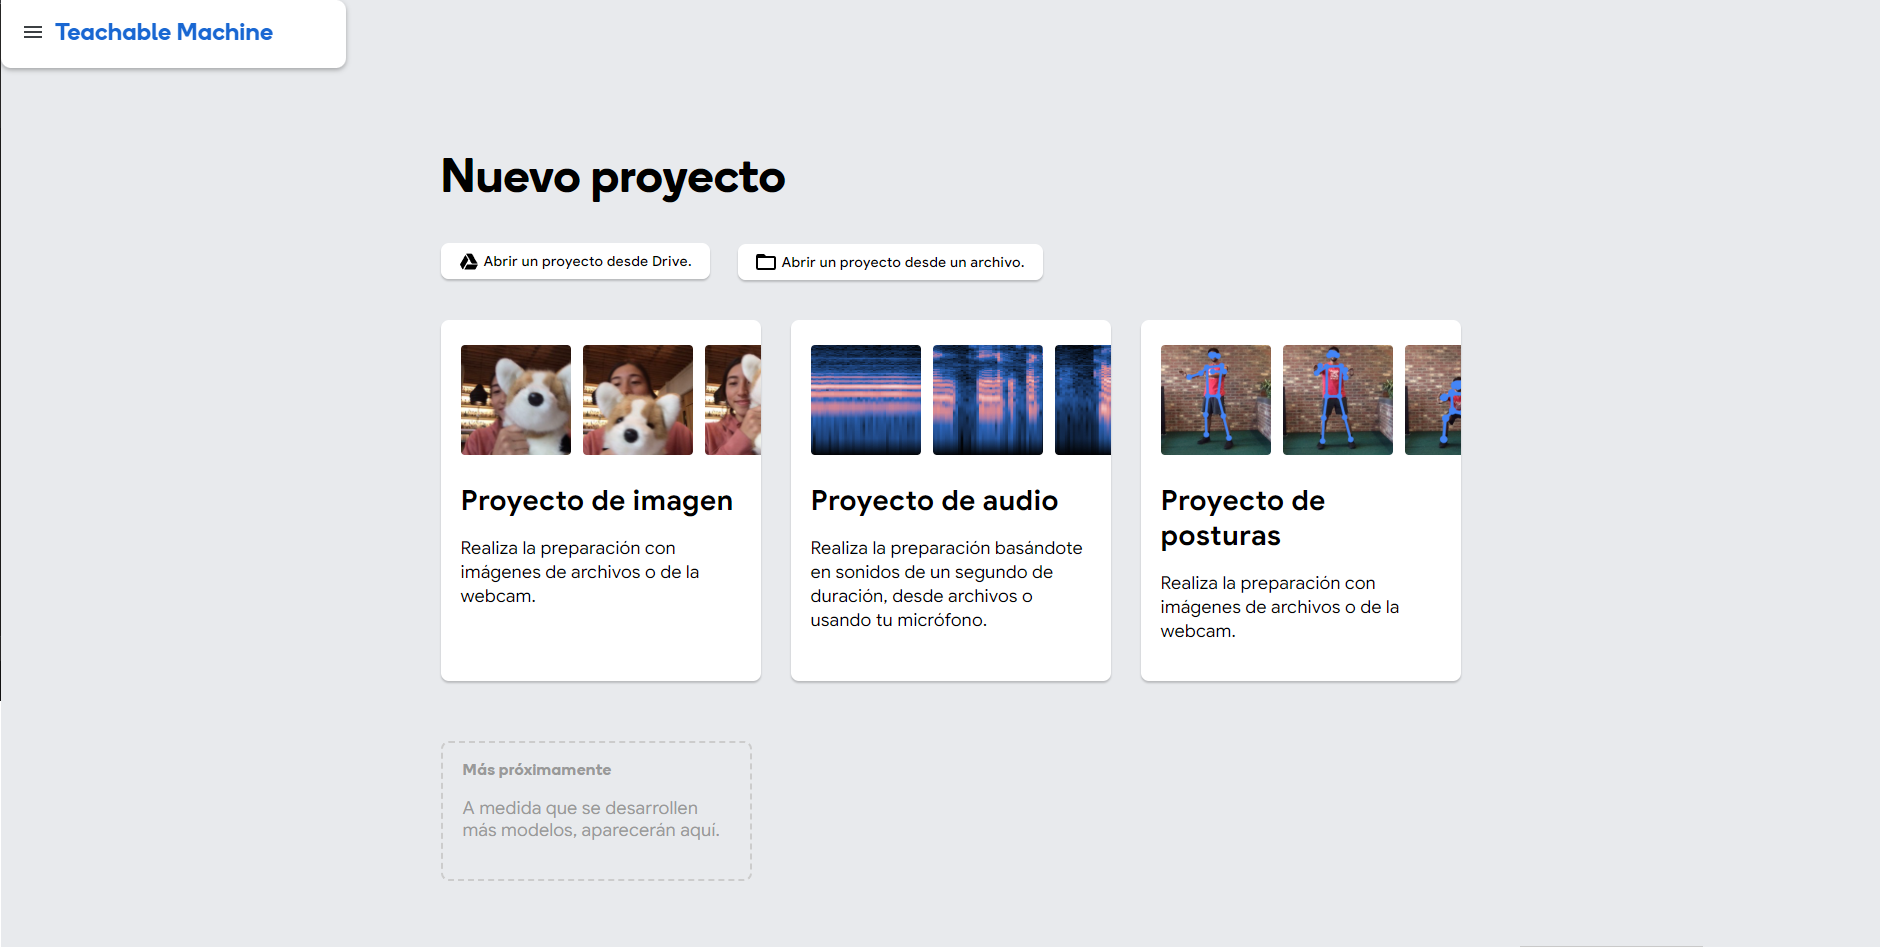 Teachable Machine
Nuevo proyecto
Abrir un proyecto desde Drive.
Abrir un proyecto desde un archivo.
Proyecto de imagen
Realiza la preparación con
imágenes de archivos o de la
webcam.
Proyecto de audio
Realiza la preparación basándote
en sonidos de un segundo de
duración, desde archivos o
usando tu micrófono.
Proyecto de
posturas
Realiza la preparación con
imágenes de archivos o de la
webcam.
Más próximamente
A medida que se desarrollen
más modelos, aparecerán aquí.